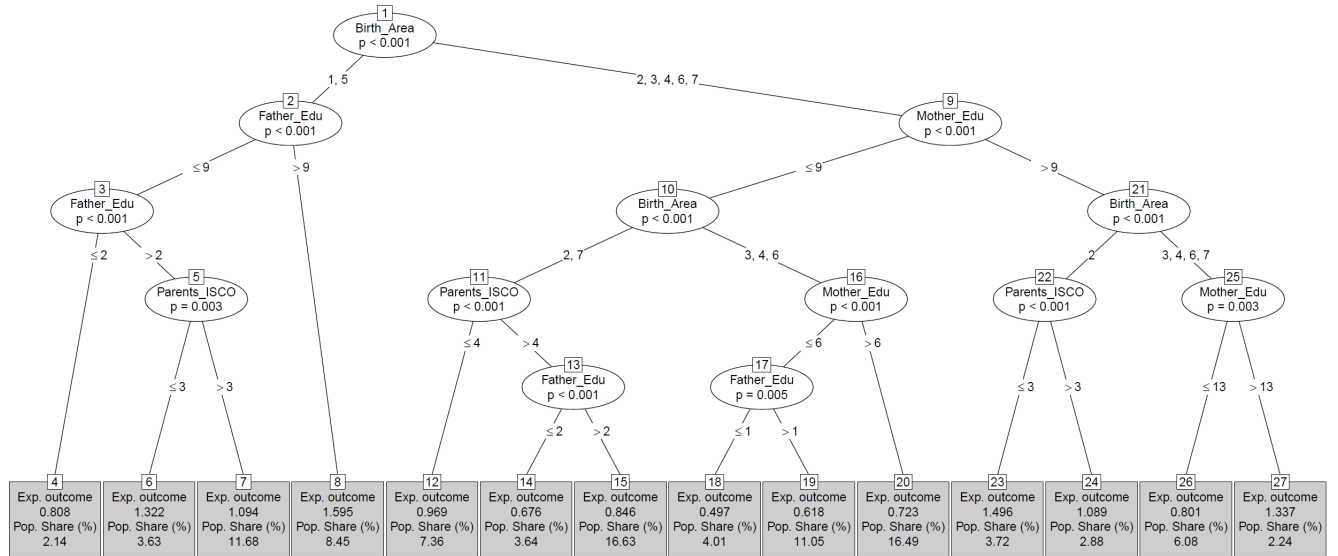 1
Birth_Area
p < 0.001
1, 5
2, 3, 4, 6, 7
2
Father_Edu
p < 0.001
9
Mother_Edu
p < 0.001
≤ 9
> 9
≤ 9
> 9
3
Father_Edu
p < 0.001
10
Birth_Area
p < 0.001
21
Birth_Area
p < 0.001
≤ 2
> 2
2, 7
3, 4, 6
2
3, 4, 6, 7
5
Parents_ISCO
p = 0.003
11
Parents_ISCO
p < 0.001
16
Mother_Edu
p < 0.001
22
Parents_ISCO
p < 0.001
25
Mother_Edu
p = 0.003
≤ 3
> 3
≤ 4
> 4
≤ 6
> 6
≤ 3
> 3
≤ 13
> 13
13
Father_Edu
p < 0.001
17
Father_Edu
p = 0.005
≤ 2
> 2
≤ 1
> 1
4
Exp. outcome
0.808
Pop. Share (%)
2.14
6
Exp. outcome
1.322
Pop. Share (%)
3.63
7
Exp. outcome
1.094
Pop. Share (%)
11.68
8
Exp. outcome
1.595
Pop. Share (%)
8.45
12
Exp. outcome
0.969
Pop. Share (%)
7.36
14
Exp. outcome
0.676
Pop. Share (%)
3.64
15
Exp. outcome
0.846
Pop. Share (%)
16.63
18
Exp. outcome
0.497
Pop. Share (%)
4.01
19
Exp. outcome
0.618
Pop. Share (%)
11.05
20
Exp. outcome
0.723
Pop. Share (%)
16.49
23
Exp. outcome
1.496
Pop. Share (%)
3.72
24
Exp. outcome
1.089
Pop. Share (%)
2.88
26
Exp. outcome
0.801
Pop. Share (%)
6.08
27
Exp. outcome
1.337
Pop. Share (%)
2.24